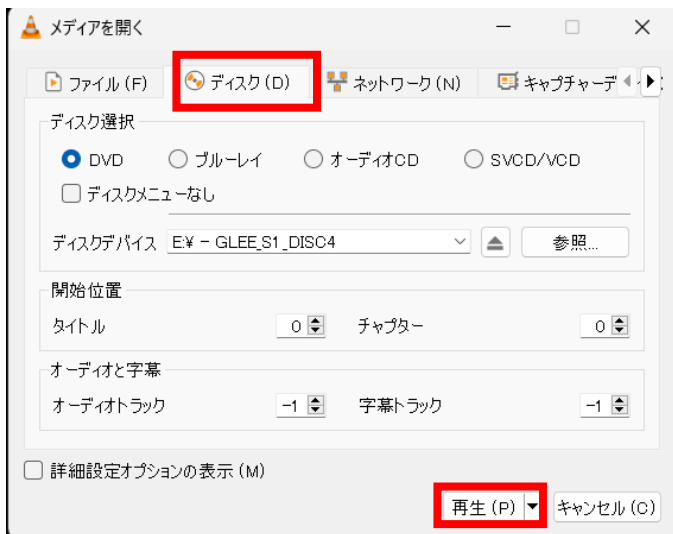 メディアを開く
ファイル(F) ディスク(D) ネットワーク(N) キャプチャーデ
ディスク選択
DVD ブルーレイ オーディオCD SVCD/VCD
ディスクメニューなし
ディスクデバイス E:¥ - GLEE_S1_DISC4 参照...
開始位置
タイトル 0 チャプター 0
オーディオと字幕
オーディオトラック -1 字幕トラック -1
詳細設定オプションの表示(M)
再生(P) キャンセル(C)